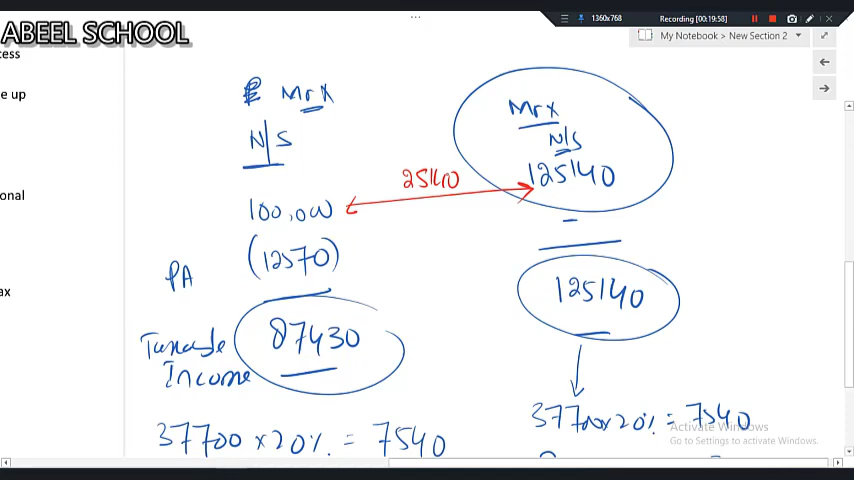 1360x768
Recording [00:19:58]
ABEEL SCHOOL
My Notebook > New Section 2
cess
e up
onal
ax
Mr X
N/S
100,000
(12570)
PA
87430
Taxable
Income
37700 x 20% = 7540
25140
Mr X
N/S
125140
-
125140
37700 x 20% = 7540
Activate Windows
Go to Settings to activate Windows.